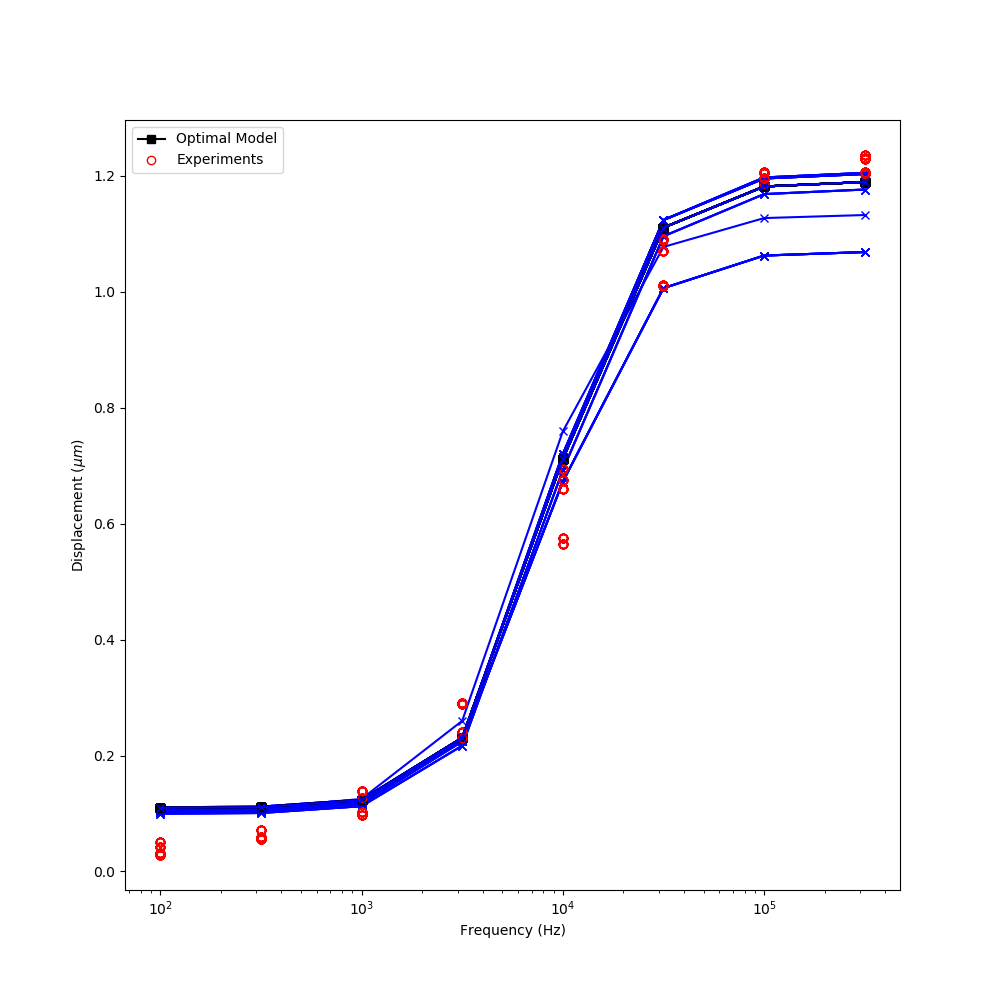 Optimal Model
Experiments
1.2
1.0
0.8
0.6
0.4
0.2
0.0
Displacement (μm)
10² 10³ 10⁴ 10⁵
Frequency (Hz)